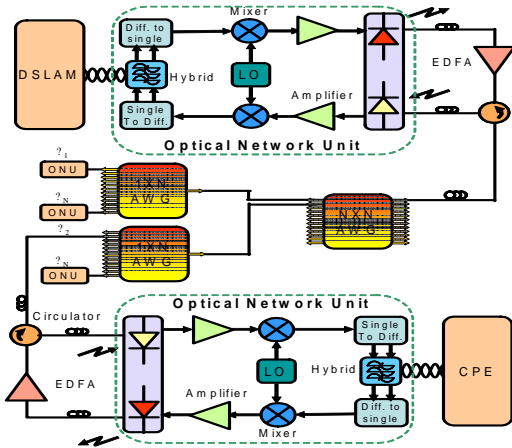 Mixer
Diff. to
single
DSLAM
Hybrid
LO
EDFA
Amplifier
Single
To Diff.
Optical Network Unit
?1
ONU
1XN
AWG
?N
ONU
NXN
AWG
?2
1XN
AWG
?N
ONU
Optical Network Unit
Circulator
Single
To Diff.
Hybrid
LO
CPE
EDFA
Amplifier
Diff. to
single
Mixer